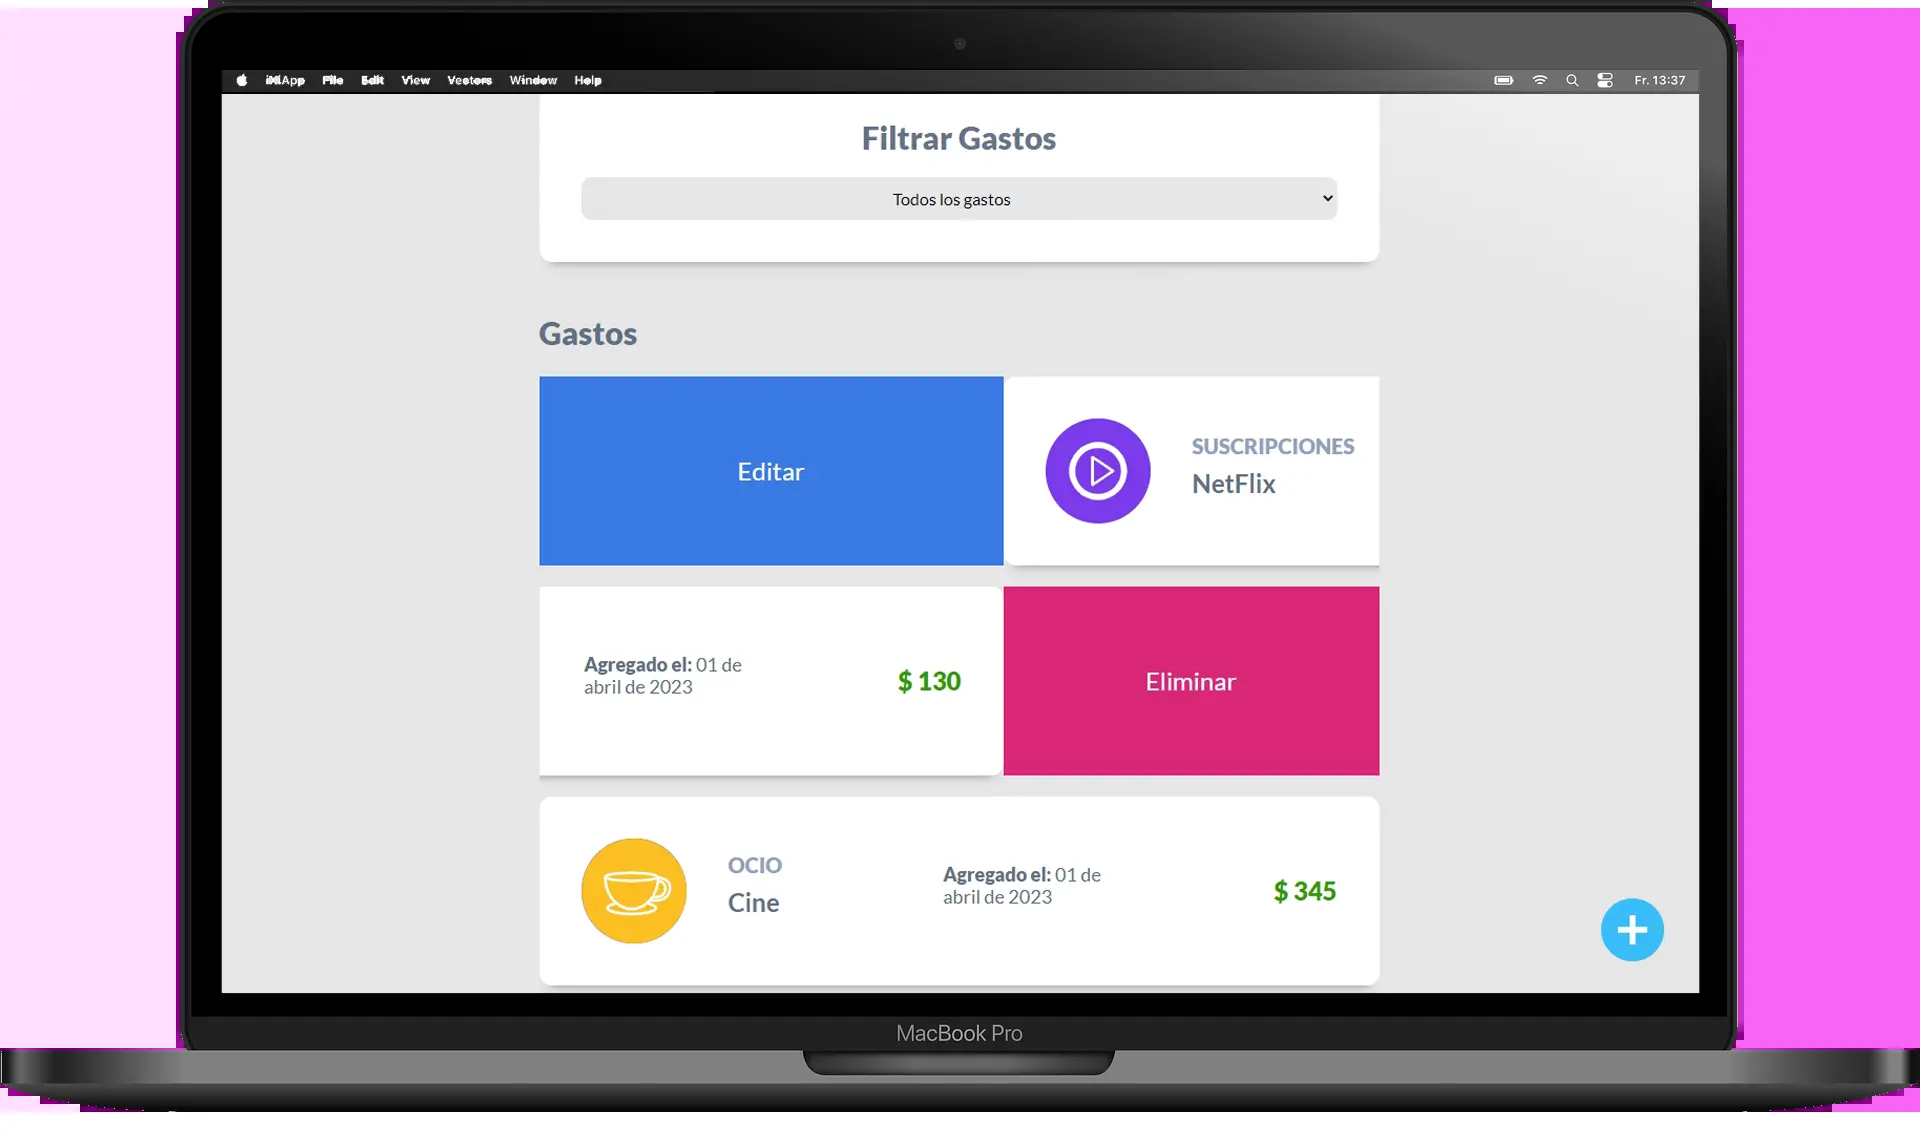 File Edit View Window Help Fr. 13:37
Filtrar Gastos
Todos los gastos
Gastos
Editar
SUSCRIPCIONES
NetFlix
Agregado el: 01 de
abril de 2023
$ 130
Eliminar
OCIO
Cine
Agregado el: 01 de
abril de 2023
$ 345
MacBook Pro